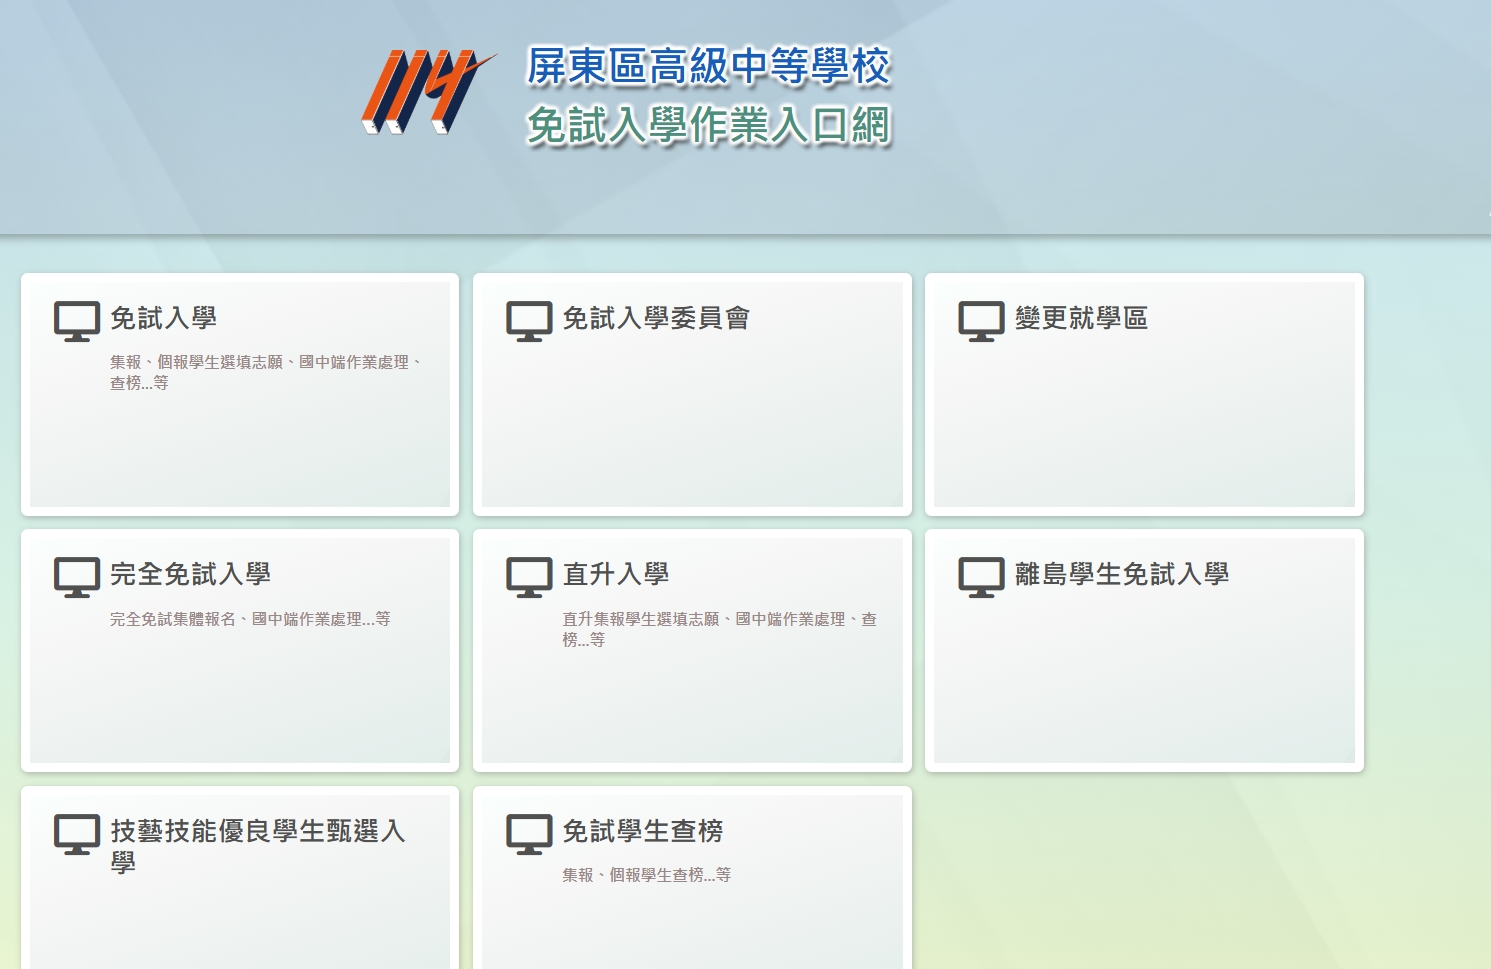 屏東區高級中等學校
免試入學作業入口網
免試入學
集報、個報學生選填志願、國中端作業處理、
查榜...等
免試入學委員會
變更就學區
完全免試入學
完全免試集體報名、國中端作業處理...等
直升入學
直升集報學生選填志願、國中端作業處理、查
榜...等
離島學生免試入學
技藝技能優良學生甄選入
學
免試學生查榜
集報、個報學生查榜...等